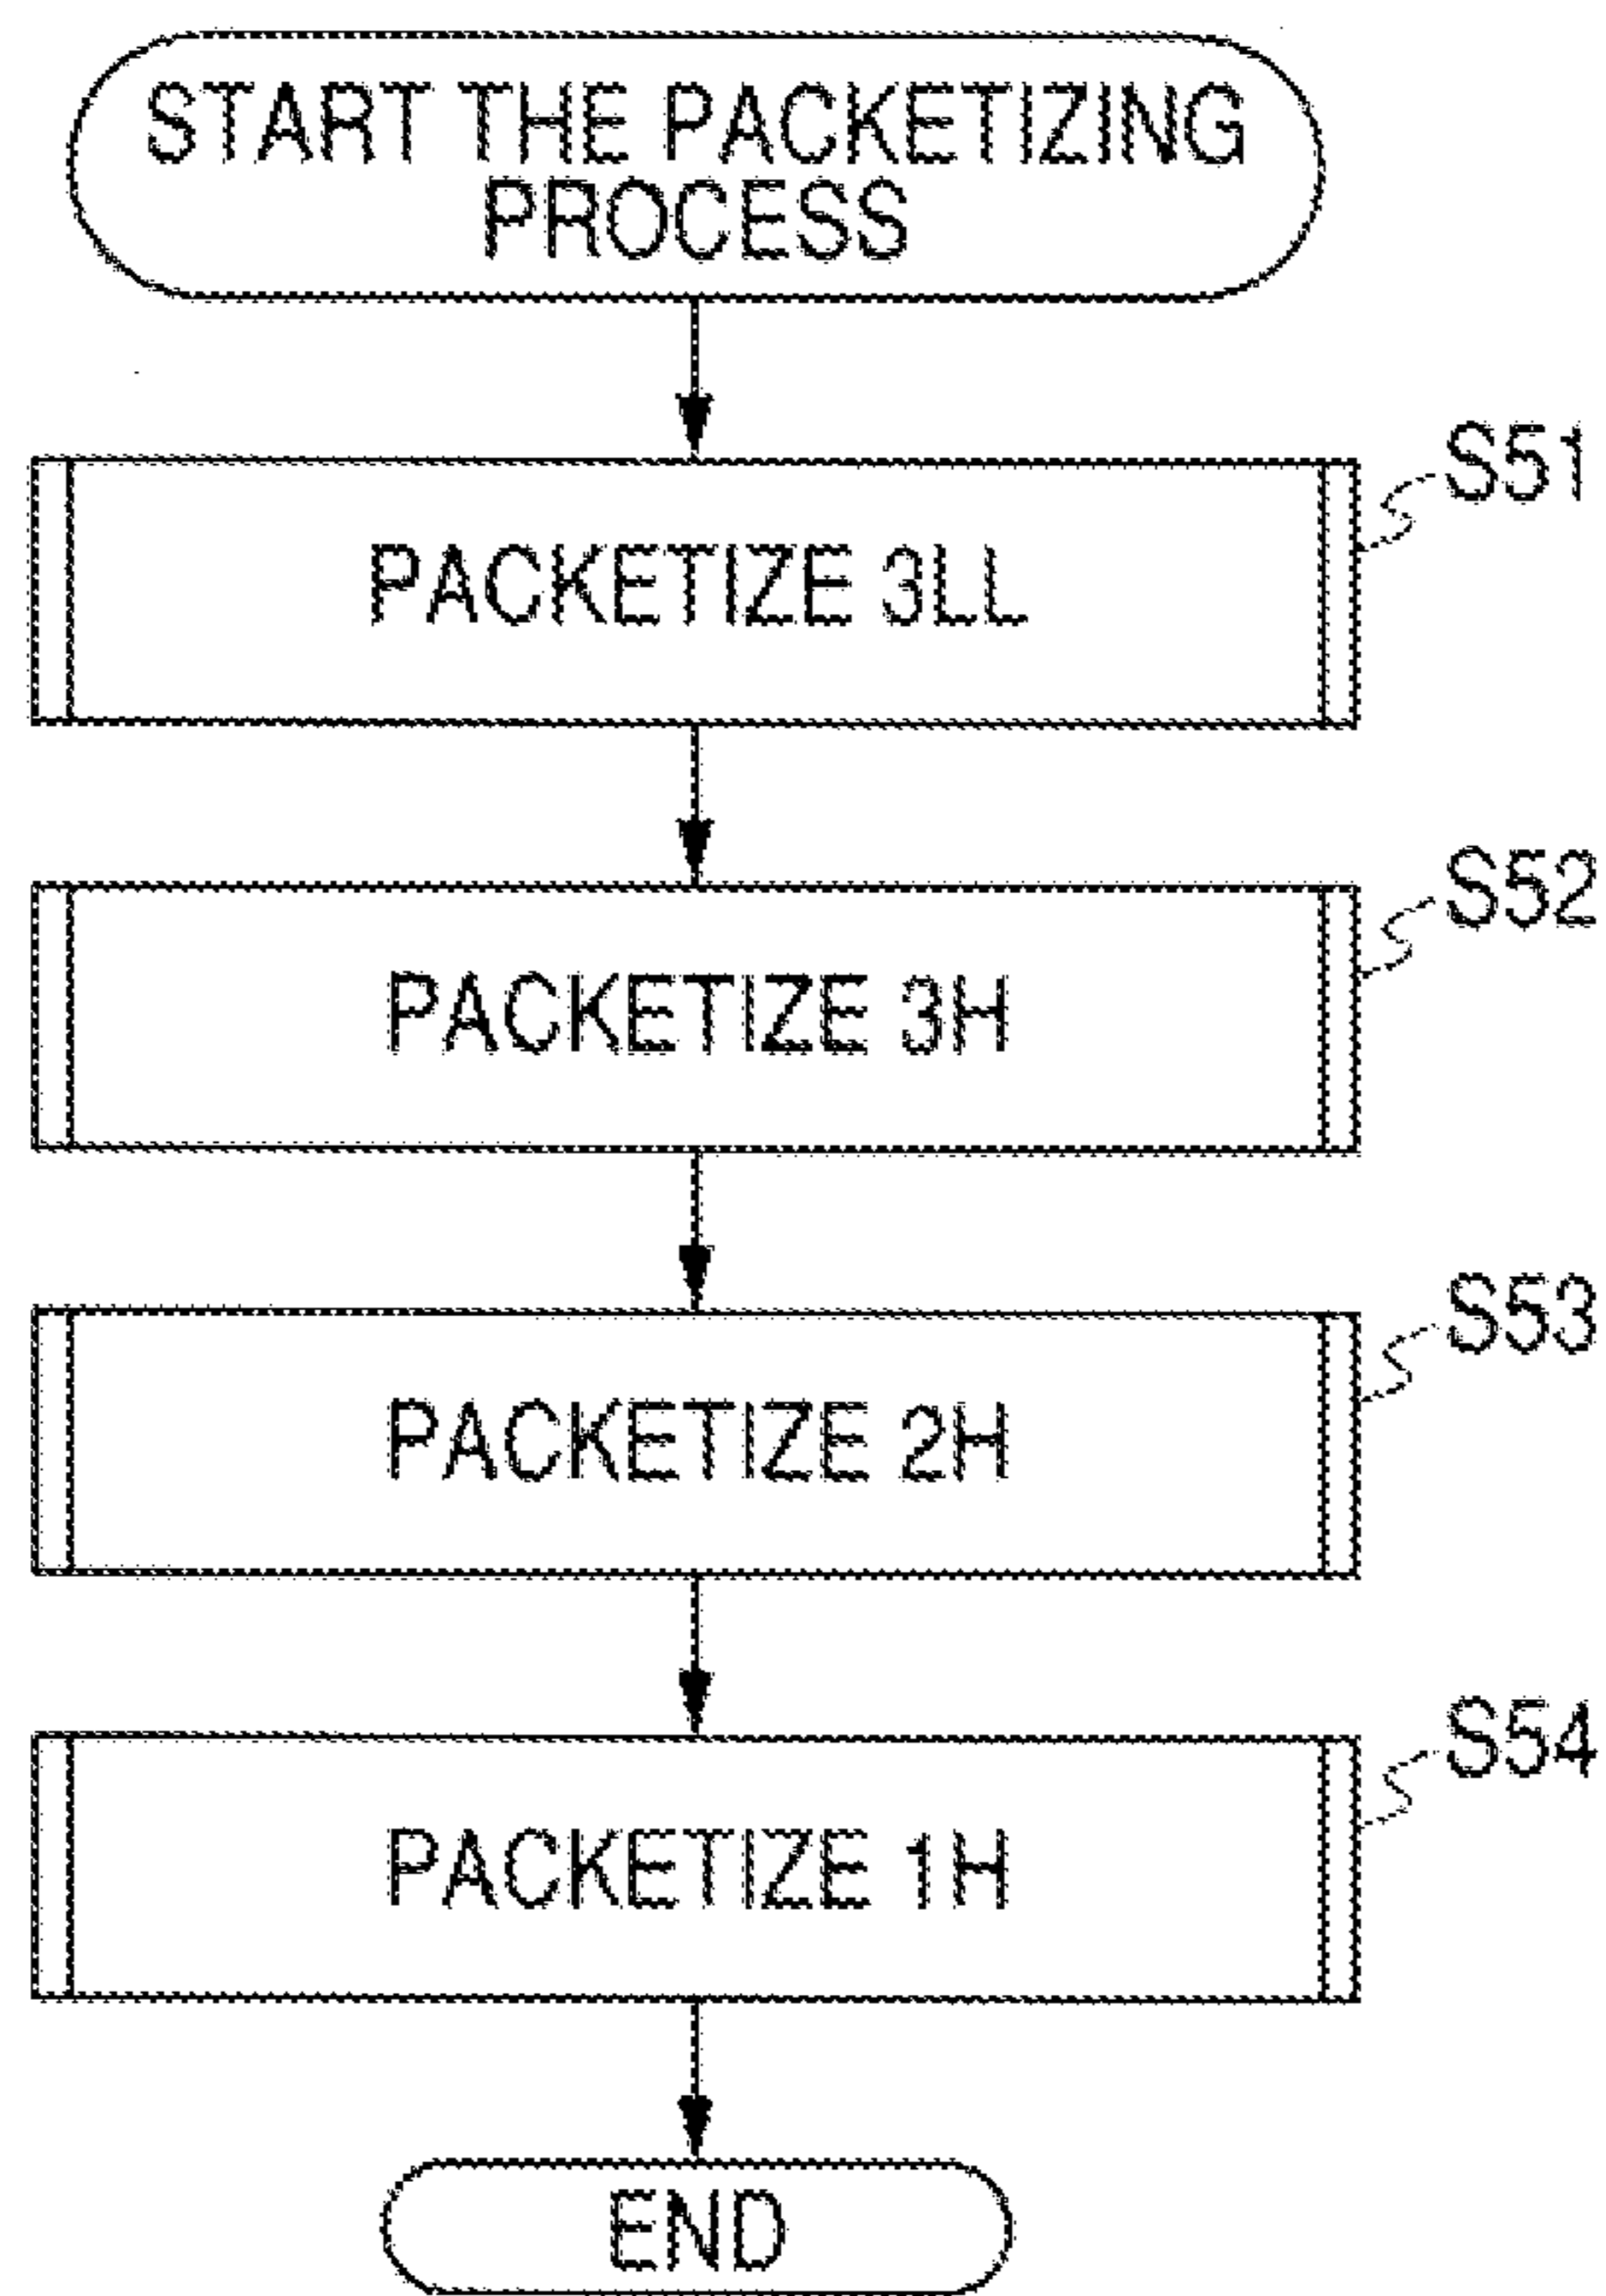 START THE PACKETIZING
PROCESS
S51
PACKETIZE 3LL
S52
PACKETIZE 3H
S53
PACKETIZE 2H
S54
PACKETIZE 1H
END